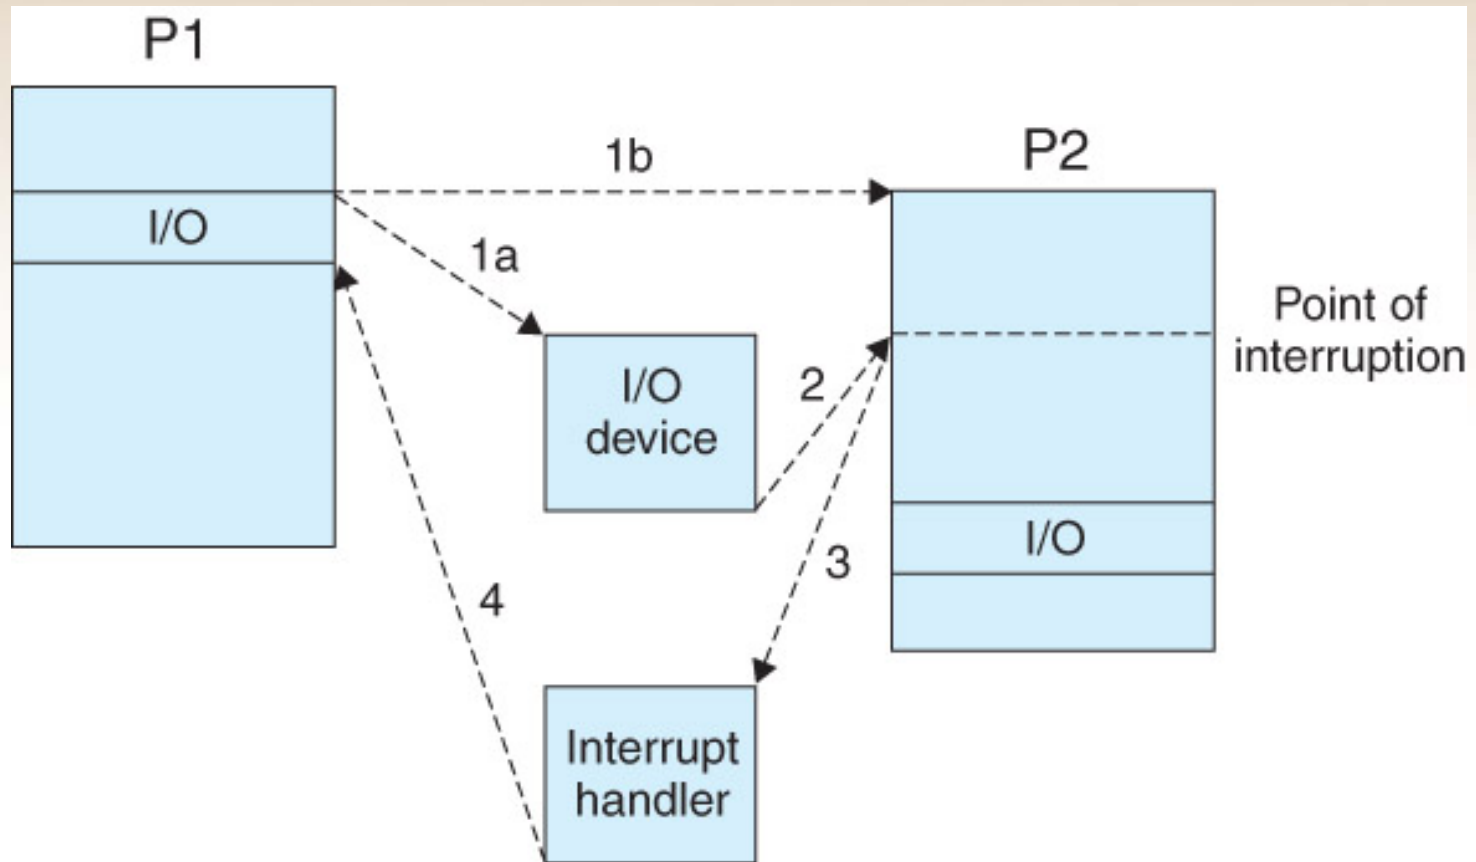 P1
1b
P2
I/O
1a
Point of
interruption
I/O
device
2
I/O
3
4
Interrupt
handler